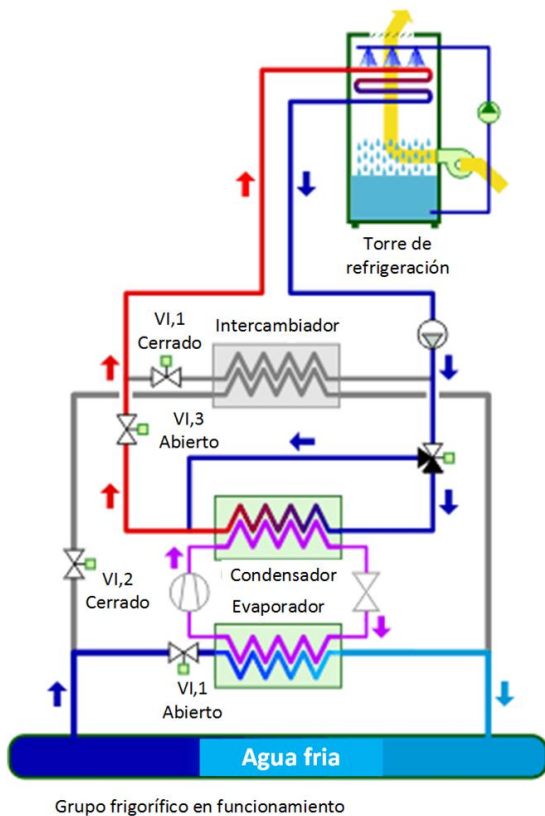 Torre de
refrigeración
VI,1
Cerrado
Intercambiador
VI,3
Abierto
VI,2
Cerrado
Condensador
Evaporador
VI,1
Abierto
Agua fria
Grupo frigorífico en funcionamiento